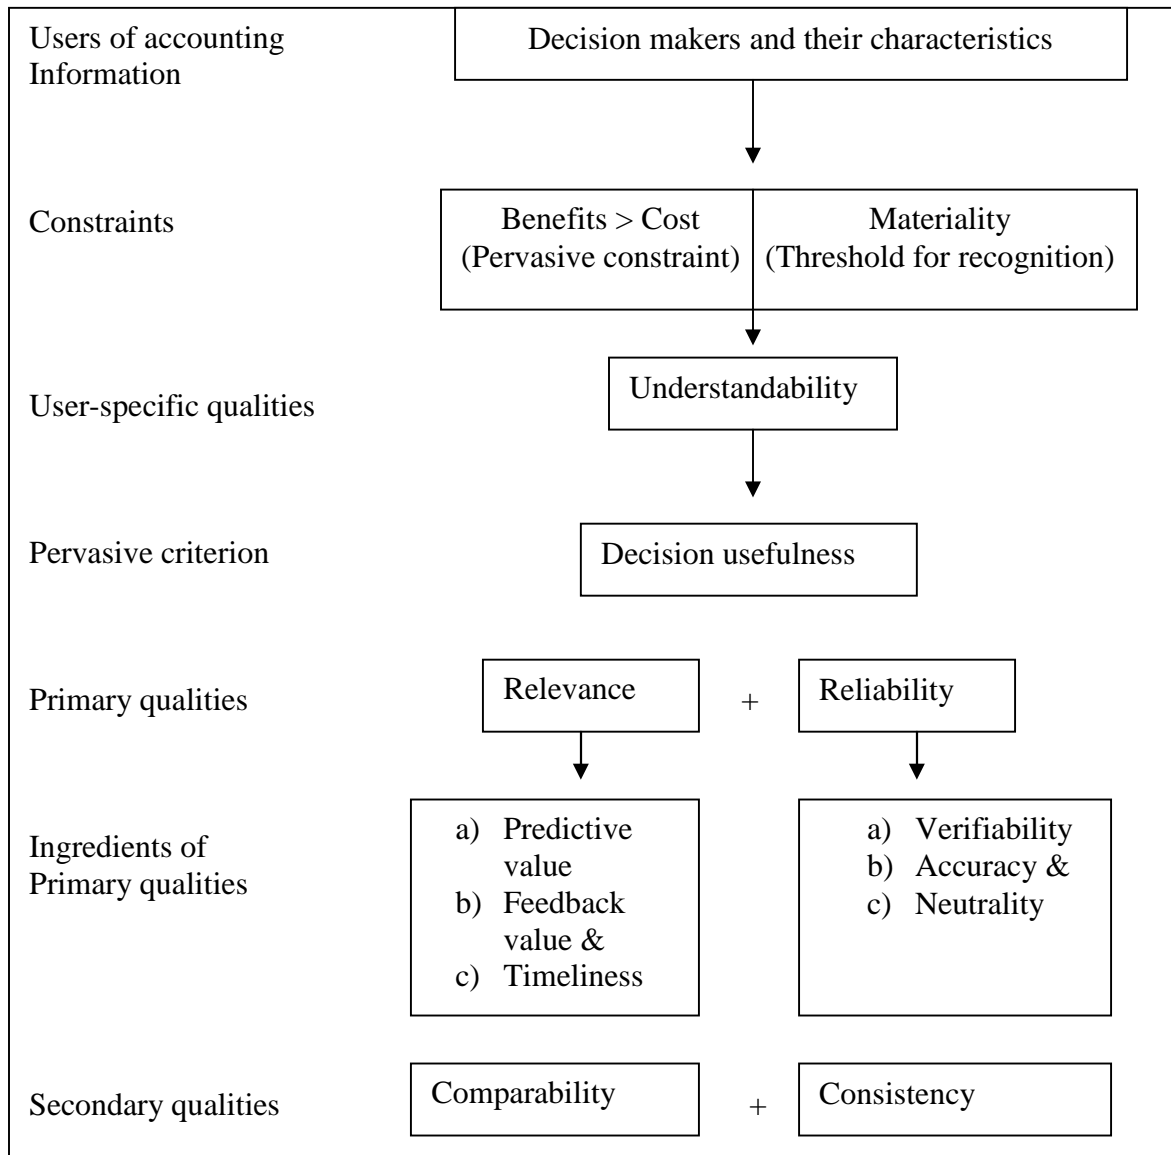 Users of accounting
Information
Decision makers and their characteristics
Constraints
Benefits > Cost
(Pervasive constraint)
Materiality
(Threshold for recognition)
User-specific qualities
Understandability
Pervasive criterion
Decision usefulness
Primary qualities
Relevance
+
Reliability
Ingredients of
Primary qualities
a) Predictive
value
b) Feedback
value &
c) Timeliness
a) Verifiability
b) Accuracy &
c) Neutrality
Secondary qualities
Comparability
+
Consistency